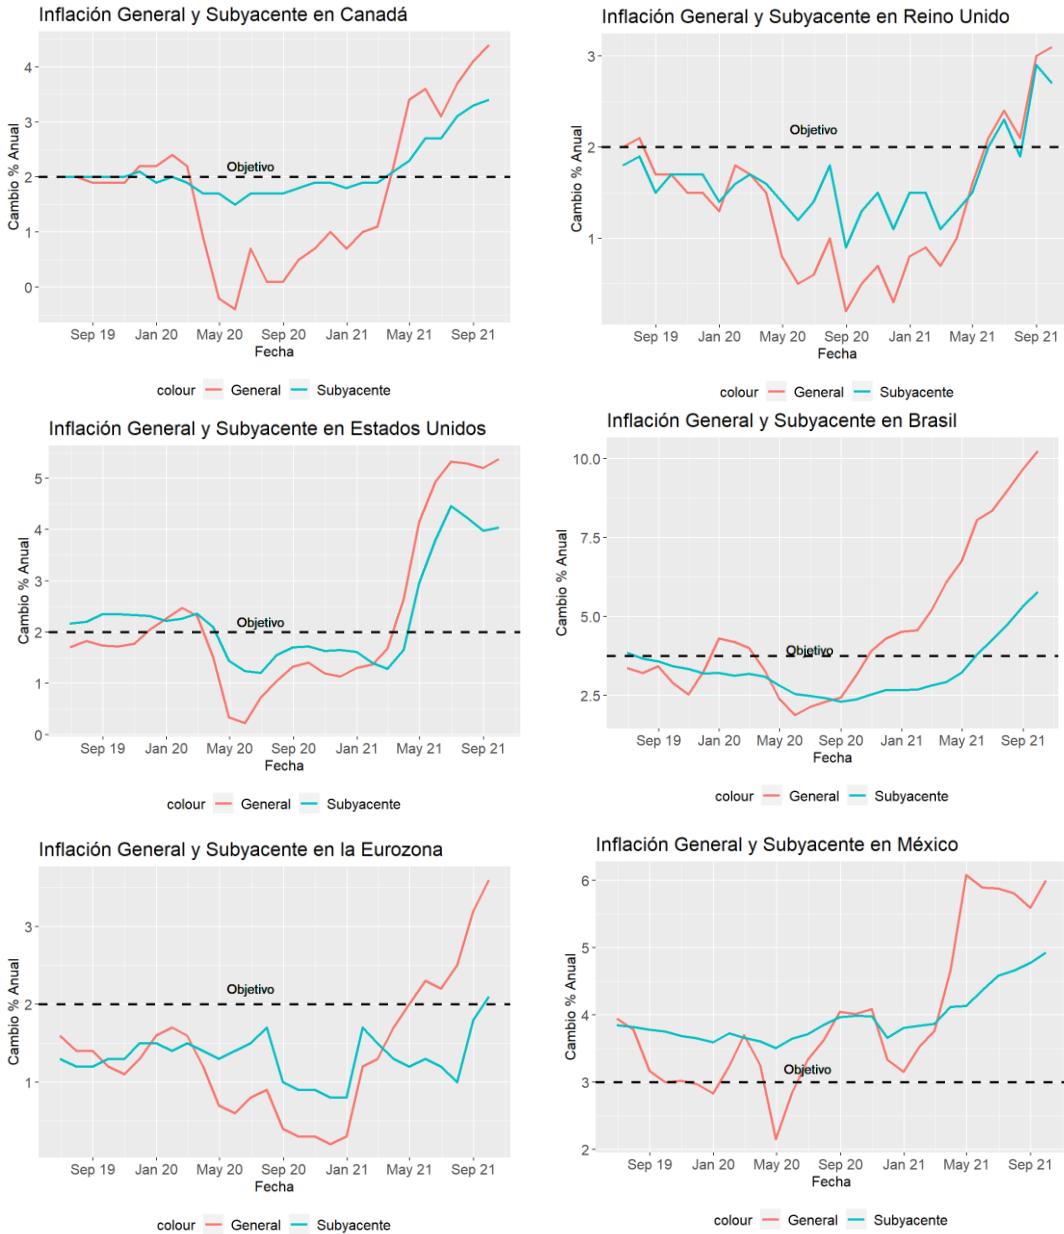 Inflación General y Subyacente en Canadá
Cambio % Anual
4
3
2
1
0
Objetivo
Sep 19 Jan 20 May 20 Sep 20 Jan 21 May 21 Sep 21
Fecha
colour General Subyacente
Inflación General y Subyacente en Reino Unido
Cambio % Anual
3
2
1
Objetivo
Sep 19 Jan 20 May 20 Sep 20 Jan 21 May 21 Sep 21
Fecha
colour General Subyacente
Inflación General y Subyacente en Estados Unidos
Cambio % Anual
5
4
3
2
1
0
Objetivo
Sep 19 Jan 20 May 20 Sep 20 Jan 21 May 21 Sep 21
Fecha
colour General Subyacente
Inflación General y Subyacente en Brasil
Cambio % Anual
10.0
7.5
5.0
2.5
Objetivo
Sep 19 Jan 20 May 20 Sep 20 Jan 21 May 21 Sep 21
Fecha
colour General Subyacente
Inflación General y Subyacente en la Eurozona
Cambio % Anual
3
2
1
Objetivo
Sep 19 Jan 20 May 20 Sep 20 Jan 21 May 21 Sep 21
Fecha
colour General Subyacente
Inflación General y Subyacente en México
Cambio % Anual
6
5
4
3
2
Objetivo
Sep 19 Jan 20 May 20 Sep 20 Jan 21 May 21 Sep 21
Fecha
colour General Subyacente